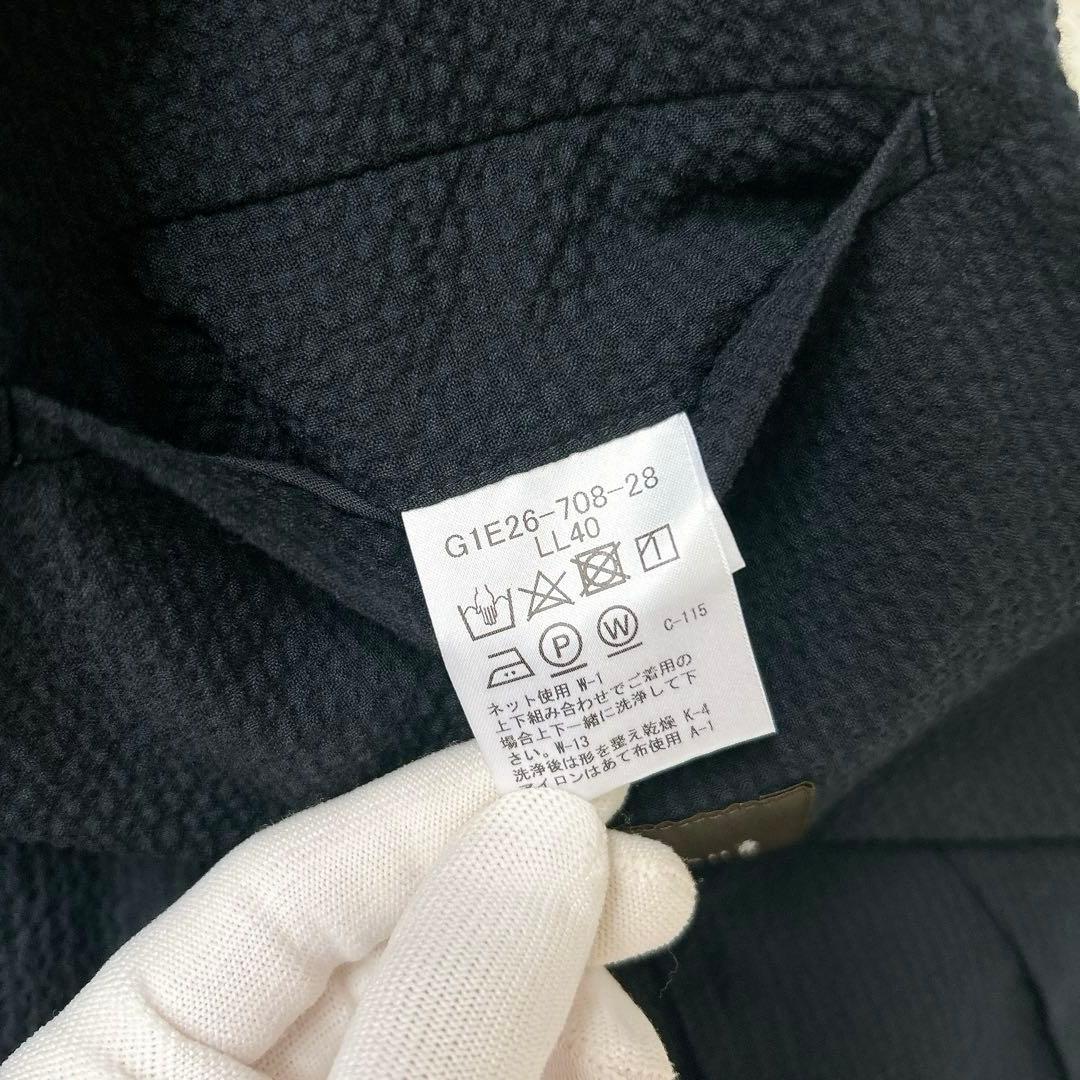 G1E26-708-28
LL40
P W C-115
ネット使用 W-1
上下組み合わせでご着用の
場合上下一緒に洗浄して下
さい。W-13
洗浄後は形を整え乾燥 K-4
アイロンはあて布使用 A-1